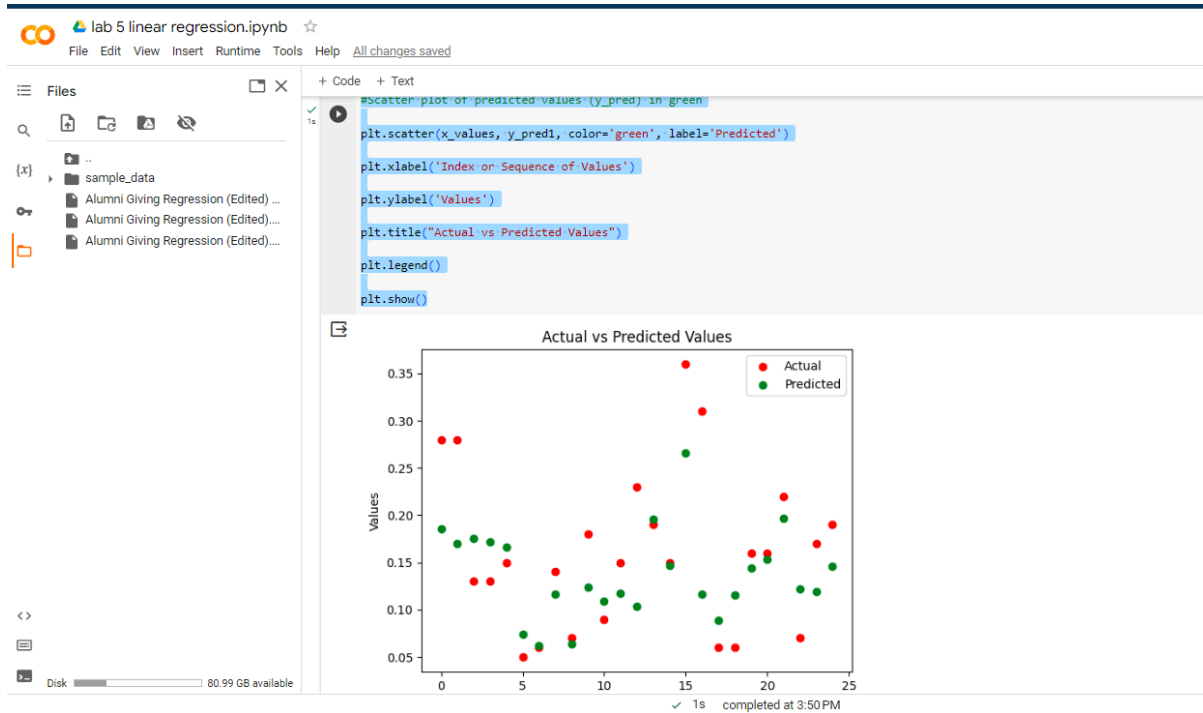 lab 5 linear regression.ipynb
File Edit View Insert Runtime Tools Help All changes saved
Files
+ Code + Text
{x}
..
sample_data
Alumni Giving Regression (Edited) ...
Alumni Giving Regression (Edited)....
Alumni Giving Regression (Edited)....
<>
Disk 80.99 GB available
1s
#Scatter plot of predicted values (y_pred) in green
plt.scatter(x_values, y_pred1, color='green', label='Predicted')
plt.xlabel('Index or Sequence of Values')
plt.ylabel('Values')
plt.title("Actual vs Predicted Values")
plt.legend()
plt.show()
Actual vs Predicted Values
Actual
Predicted
Values
0.35
0.30
0.25
0.20
0.15
0.10
0.05
0 5 10 15 20 25
1s completed at 3:50 PM